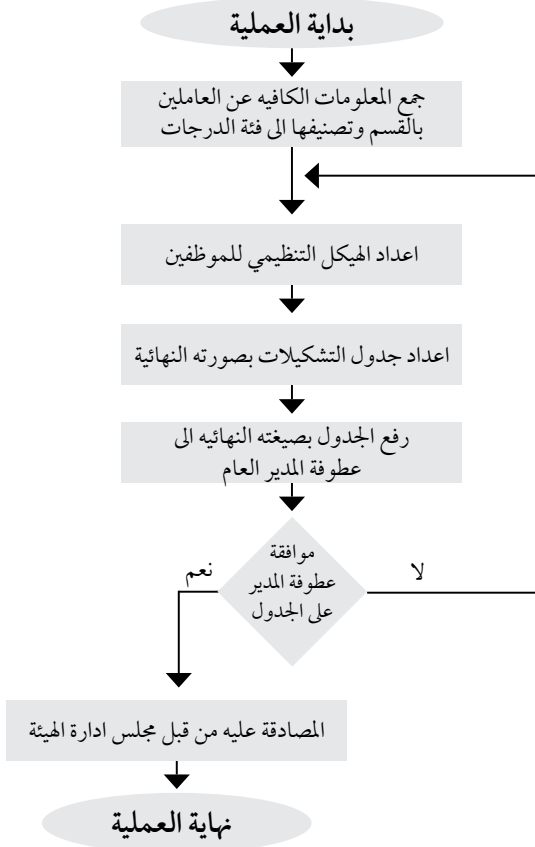 بداية العملية
جمع المعلومات الكافيه عن العاملين
بالقسم وتصنيفها الى فئة الدرجات
اعداد الهيكل التنظيمي للموظفين
اعداد جدول التشكيلات بصورته النهائية
رفع الجدول بصيغته النهائيه الى
عطوفة المدير العام
موافقة
عطوفة المدير
على الجدول
لا
نعم
المصادقة عليه من قبل مجلس ادارة الهيئة
نهاية العملية